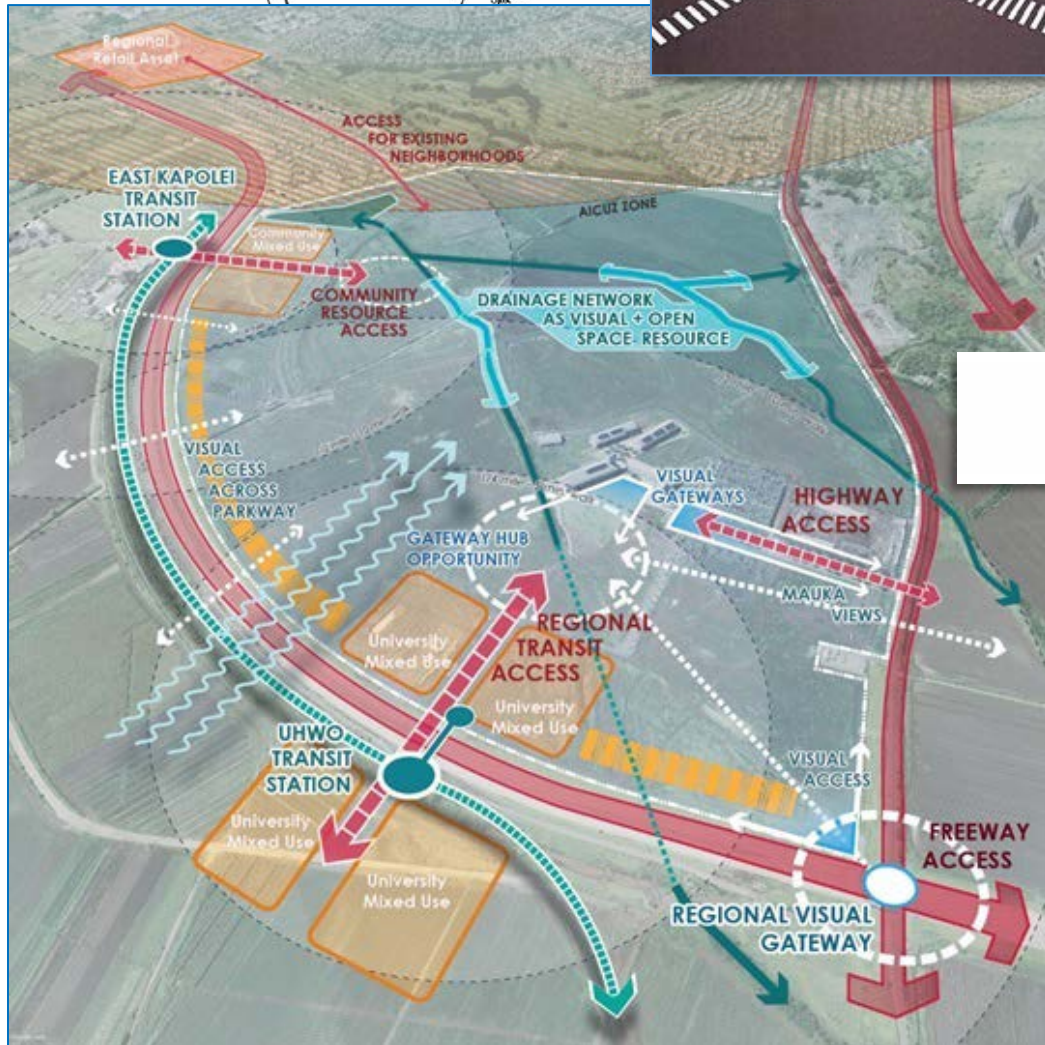 Regional
Retail Asset
ACCESS
FOR EXISTING
NEIGHBORHOODS
EAST KAPOLEI
TRANSIT
STATION
AICUZ ZONE
Community
Mixed Use
COMMUNITY
RESOURCE
ACCESS
DRAINAGE NETWORK
AS VISUAL + OPEN
SPACE RESOURCE
VISUAL
ACCESS
ACROSS
PARKWAY
VISUAL
GATEWAYS
HIGHWAY
ACCESS
GATEWAY HUB
OPPORTUNITY
MAUKA
VIEWS
REGIONAL
TRANSIT
ACCESS
University
Mixed Use
University
Mixed Use
UHWO
TRANSIT
STATION
VISUAL
ACCESS
University
Mixed Use
University
Mixed Use
FREEWAY
ACCESS
REGIONAL VISUAL
GATEWAY